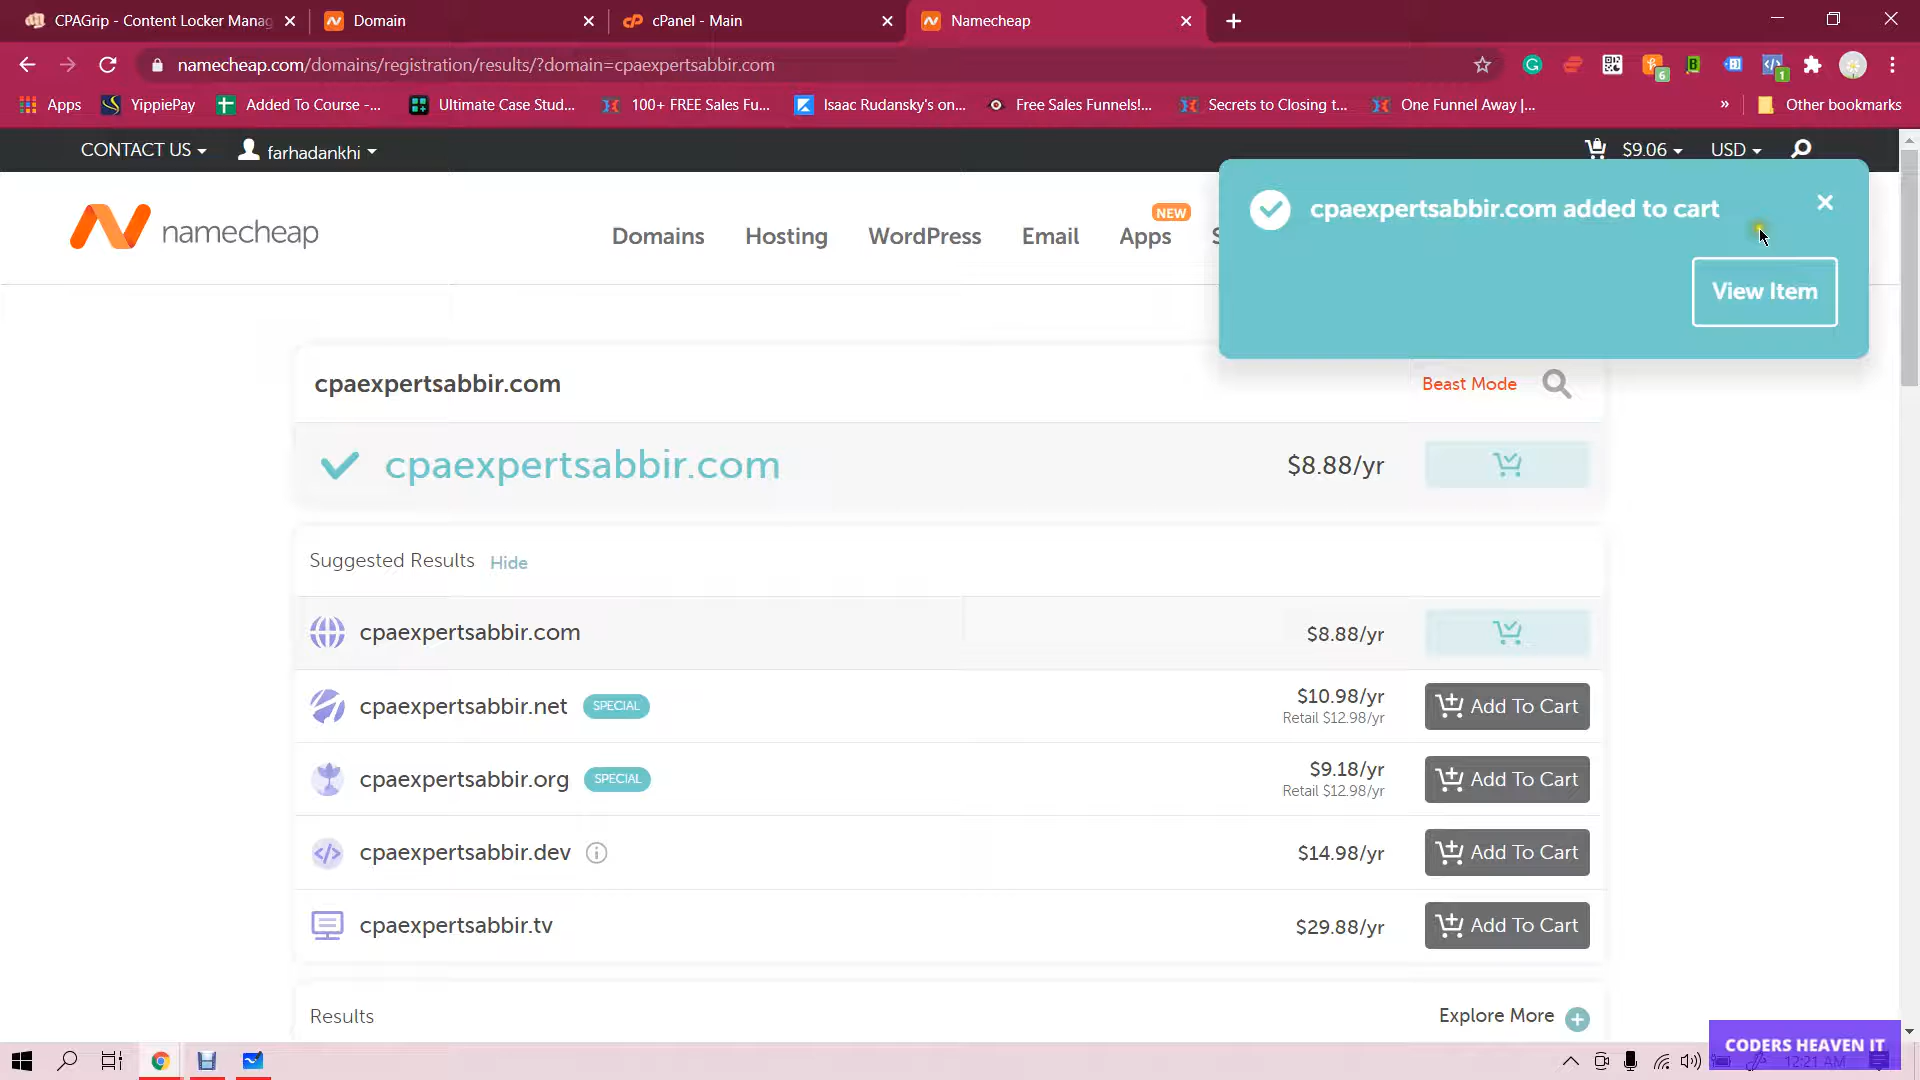 CPAGrip - Content Locker Manag
Domain
cPanel - Main
Namecheap
namecheap.com/domains/registration/results/?domain=cpaexpertsabbir.com
6
1
Apps
YippiePay
Added To Course -...
Ultimate Case Stud...
100+ FREE Sales Fu...
Isaac Rudansky's on...
Free Sales Funnels!...
Secrets to Closing t...
One Funnel Away |...
»
Other bookmarks
CONTACT US
farhadankhi
$9.06
USD
namecheap
Domains
Hosting
WordPress
Email
Apps
NEW
S
cpaexpertsabbir.com added to cart
View Item
cpaexpertsabbir.com
Beast Mode
cpaexpertsabbir.com
$8.88/yr
Suggested Results Hide
cpaexpertsabbir.com
$8.88/yr
cpaexpertsabbir.net SPECIAL
$10.98/yr
Retail $12.98/yr
Add To Cart
cpaexpertsabbir.org SPECIAL
$9.18/yr
Retail $12.98/yr
Add To Cart
cpaexpertsabbir.dev
$14.98/yr
Add To Cart
cpaexpertsabbir.tv
$29.88/yr
Add To Cart
Results
Explore More
CODERS HEAVEN IT
12:21 AM